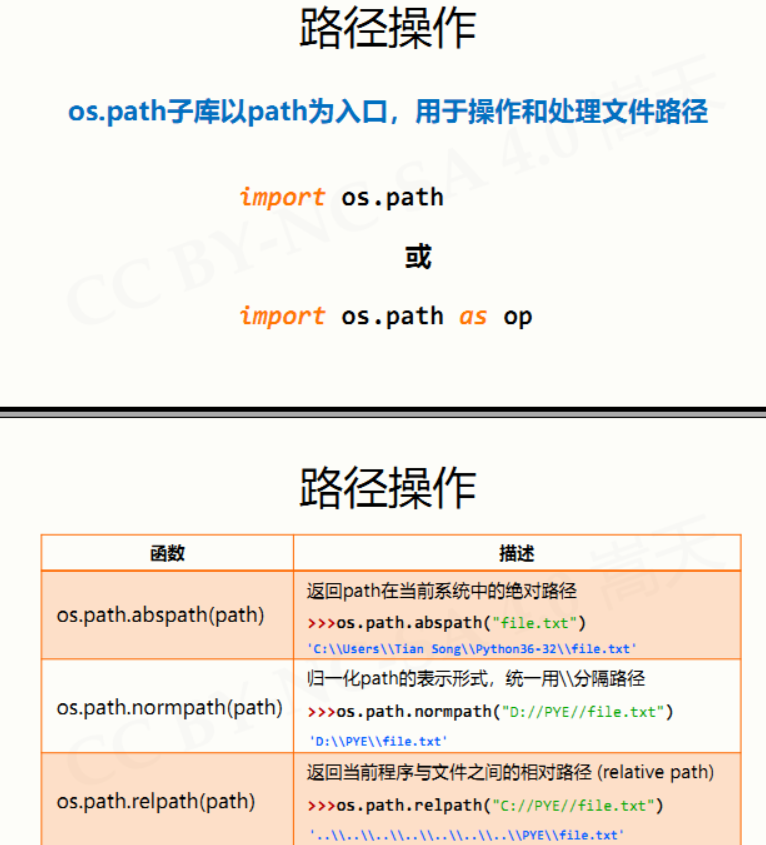 路径操作
os.path子库以path为入口，用于操作和处理文件路径
import os.path
或
import os.path as op
CC BY-NC-SA 4.0 嵩天
路径操作
函数 描述
os.path.abspath(path)
返回path在当前系统中的绝对路径
>>>os.path.abspath("file.txt")
'C:\\Users\\Tian Song\\Python36-32\\file.txt'
os.path.normpath(path)
归一化path的表示形式，统一用\\分隔路径
>>>os.path.normpath("D://PYE//file.txt")
'D:\\PYE\\file.txt'
os.path.relpath(path)
返回当前程序与文件之间的相对路径 (relative path)
>>>os.path.relpath("C://PYE//file.txt")
'..\\..\\..\\..\\..\\..\\..\\PYE\\file.txt'
CC BY-NC-SA 4.0 嵩天